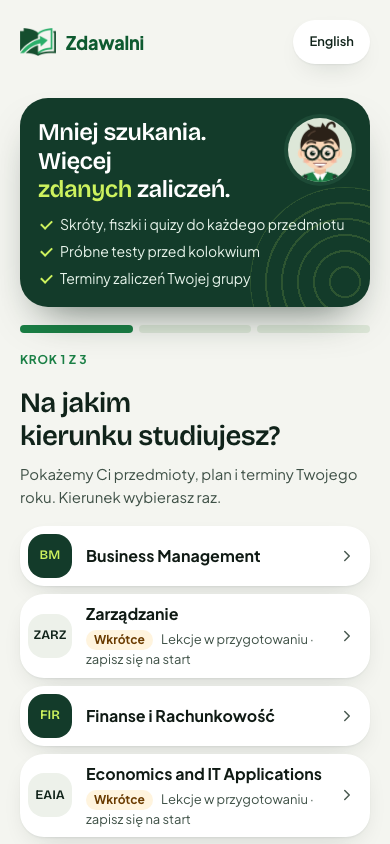 Zdawalni
English
Mniej szukania.
Więcej
zdanych zaliczeń.
Skróty, fiszki i quizy do każdego przedmiotu
Próbne testy przed kolokwium
Terminy zaliczeń Twojej grupy
KROK 1 Z 3
Na jakim
kierunku studiujesz?
Pokażemy Ci przedmioty, plan i terminy Twojego
roku. Kierunek wybierasz raz.
BM
Business Management
ZARZ
Zarządzanie
Wkrótce Lekcje w przygotowaniu ·
zapisz się na start
FIR
Finanse i Rachunkowość
EAIA
Economics and IT Applications
Wkrótce Lekcje w przygotowaniu ·
zapisz się na start